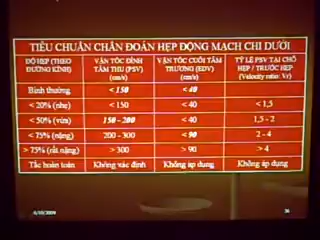 TIÊU CHUẨN CHẨN ĐOÁN HẸP ĐỘNG MẠCH CHI DƯỚI
ĐỘ HẸP (THEO ĐƯỜNG KÍNH)
VẬN TỐC ĐỈNH TÂM THU (PSV) (cm/s)
VẬN TỐC CUỐI TÂM TRƯƠNG (EDV) (cm/s)
TỶ LỆ PSV TẠI CHỖ HẸP / TRƯỚC HẸP (Velocity ratio: Vr)
Bình thường < 150 < 40
< 20% (nhẹ) < 150 < 40 < 1,5
< 50% (vừa) 150 - 200 < 40 1,5 - 2
< 75% (nặng) 200 - 300 < 90 2 - 4
> 75% (rất nặng) > 300 > 90 > 4
Tắc hoàn toàn Không xác định Không áp dụng Không áp dụng
36